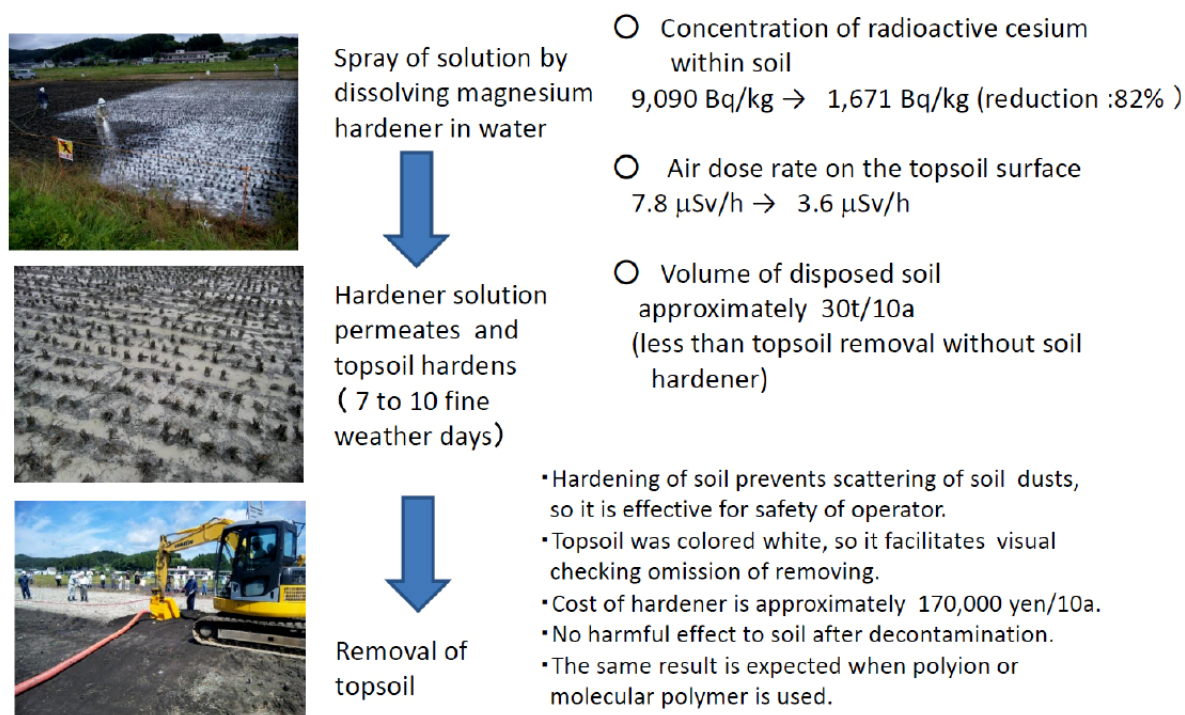 Spray of solution by
dissolving magnesium
hardener in water
Hardener solution
permeates and
topsoil hardens
( 7 to 10 fine
weather days)
Removal of
topsoil
○ Concentration of radioactive cesium
within soil
9,090 Bq/kg → 1,671 Bq/kg (reduction :82% )
○ Air dose rate on the topsoil surface
7.8 μSv/h → 3.6 μSv/h
○ Volume of disposed soil
approximately 30t/10a
(less than topsoil removal without soil
hardener)
・Hardening of soil prevents scattering of soil dusts,
so it is effective for safety of operator.
・Topsoil was colored white, so it facilitates visual
checking omission of removing.
・Cost of hardener is approximately 170,000 yen/10a.
・No harmful effect to soil after decontamination.
・The same result is expected when polyion or
molecular polymer is used.